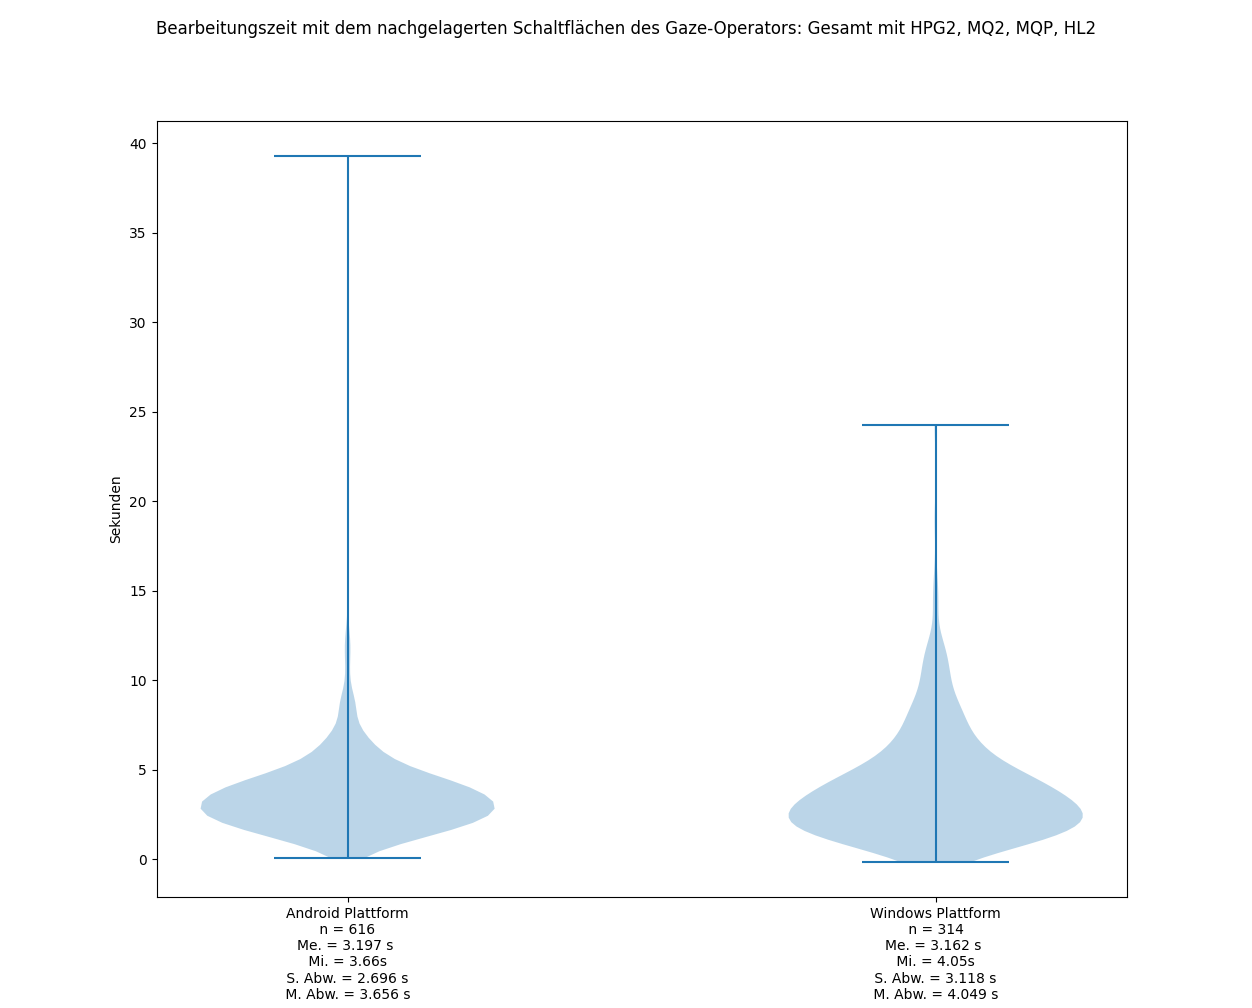 Bearbeitungszeit mit dem nachgelagerten Schaltflächen des Gaze-Operators: Gesamt mit HPG2, MQ2, MQP, HL2
40
35
30
25
20
15
10
5
0
Sekunden
Android Plattform
n = 616
Me. = 3.197 s
Mi. = 3.66s
S. Abw. = 2.696 s
M. Abw. = 3.656 s
Windows Plattform
n = 314
Me. = 3.162 s
Mi. = 4.05s
S. Abw. = 3.118 s
M. Abw. = 4.049 s